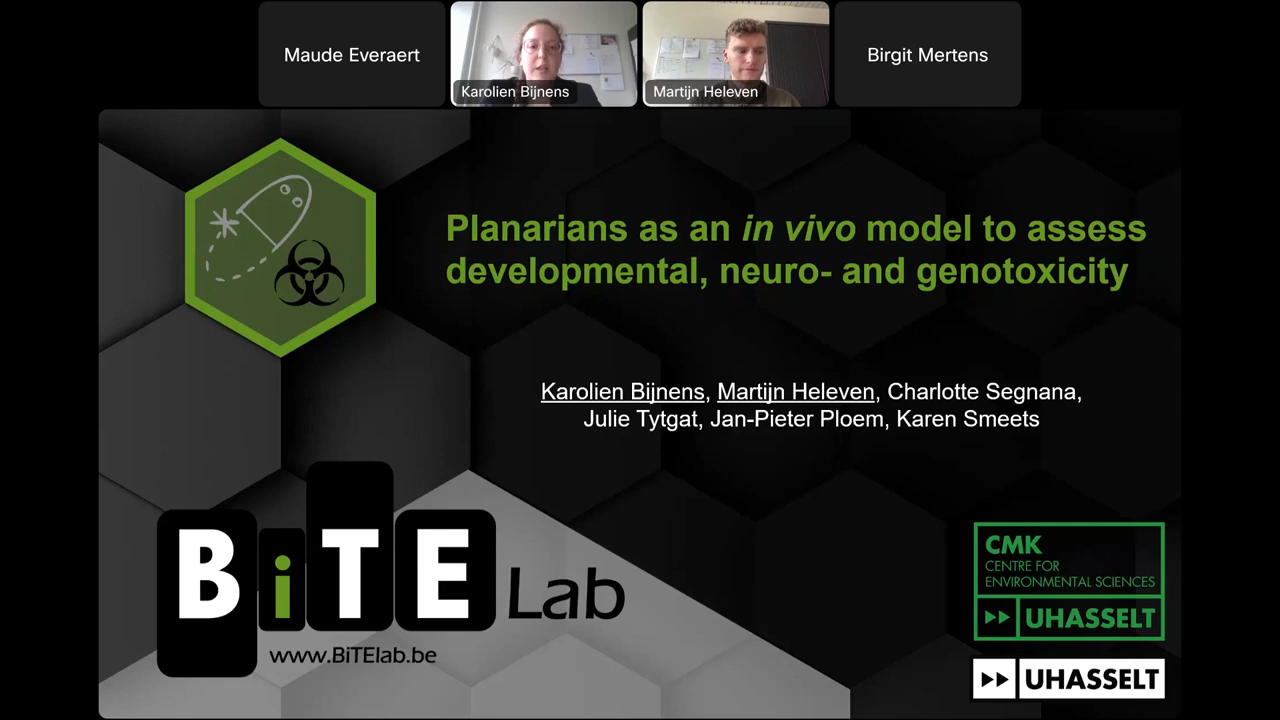 Maude Everaert
Karolien Bijnens
Martijn Heleven
Birgit Mertens
Planarians as an in vivo model to assess
developmental, neuro- and genotoxicity
Karolien Bijnens, Martijn Heleven, Charlotte Segnana,
Julie Tytgat, Jan-Pieter Ploem, Karen Smeets
BiTE Lab
www.BiTElab.be
CMK
CENTRE FOR
ENVIRONMENTAL SCIENCES
UHASSELT
UHASSELT